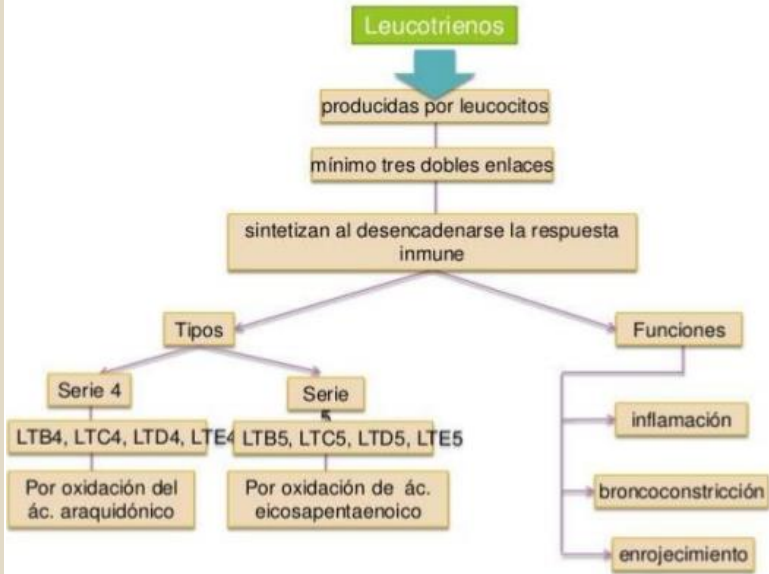 Leucotrienos
producidas por leucocitos
mínimo tres dobles enlaces
sintetizan al desencadenarse la respuesta
inmune
Tipos
Funciones
Serie 4
Serie
5
LTB4, LTC4, LTD4, LTE4
LTB5, LTC5, LTD5, LTE5
Por oxidación del
ác. araquidónico
Por oxidación de ác.
eicosapentaenoico
inflamación
broncoconstricción
enrojecimiento